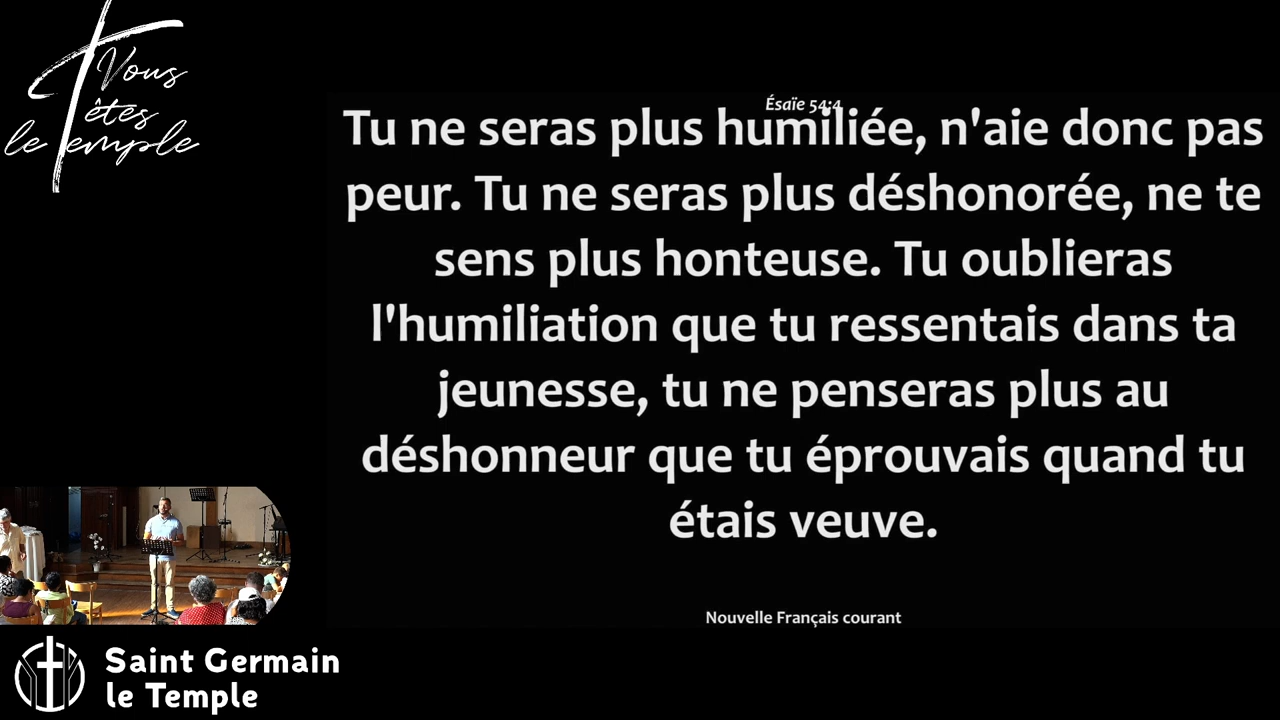 Vous
êtes
le Temple
Ésaïe 54:4
Tu ne seras plus humiliée, n'aie donc pas
peur. Tu ne seras plus déshonorée, ne te
sens plus honteuse. Tu oublieras
l'humiliation que tu ressentais dans ta
jeunesse, tu ne penseras plus au
déshonneur que tu éprouvais quand tu
étais veuve.
Nouvelle Français courant
Saint Germain
le Temple